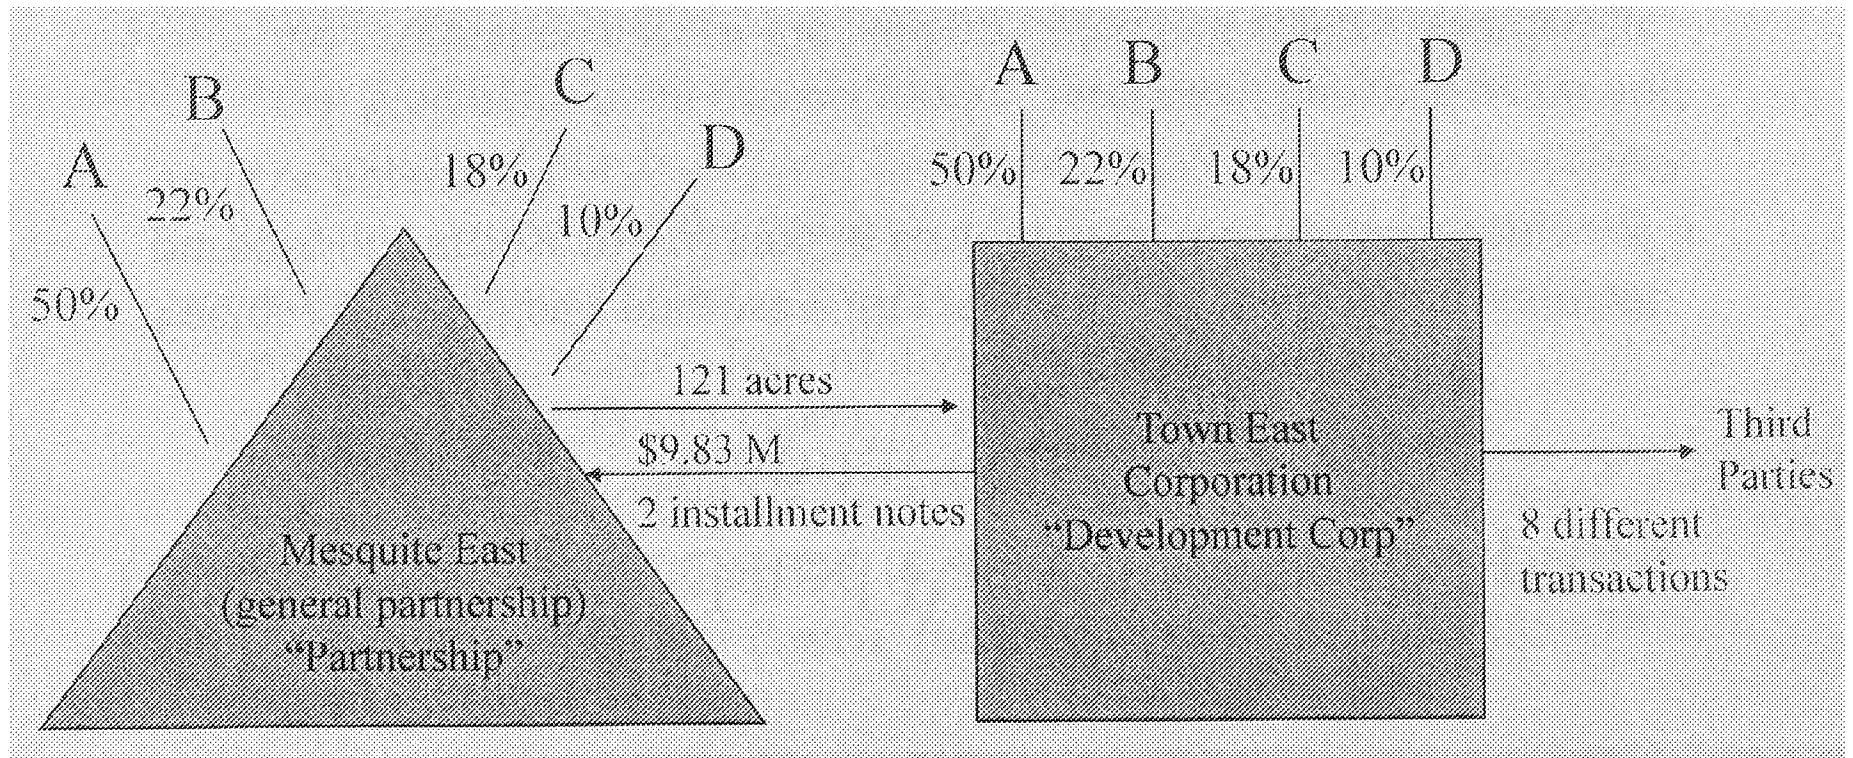 A
B
C
D
50%
22%
18%
10%
Mesquite East
(general partnership)
“Partnership”
121 acres
$9.83 M
2 installment notes
A
B
C
D
50%
22%
18%
10%
Town East
Corporation
“Development Corp”
Third
Parties
8 different
transactions